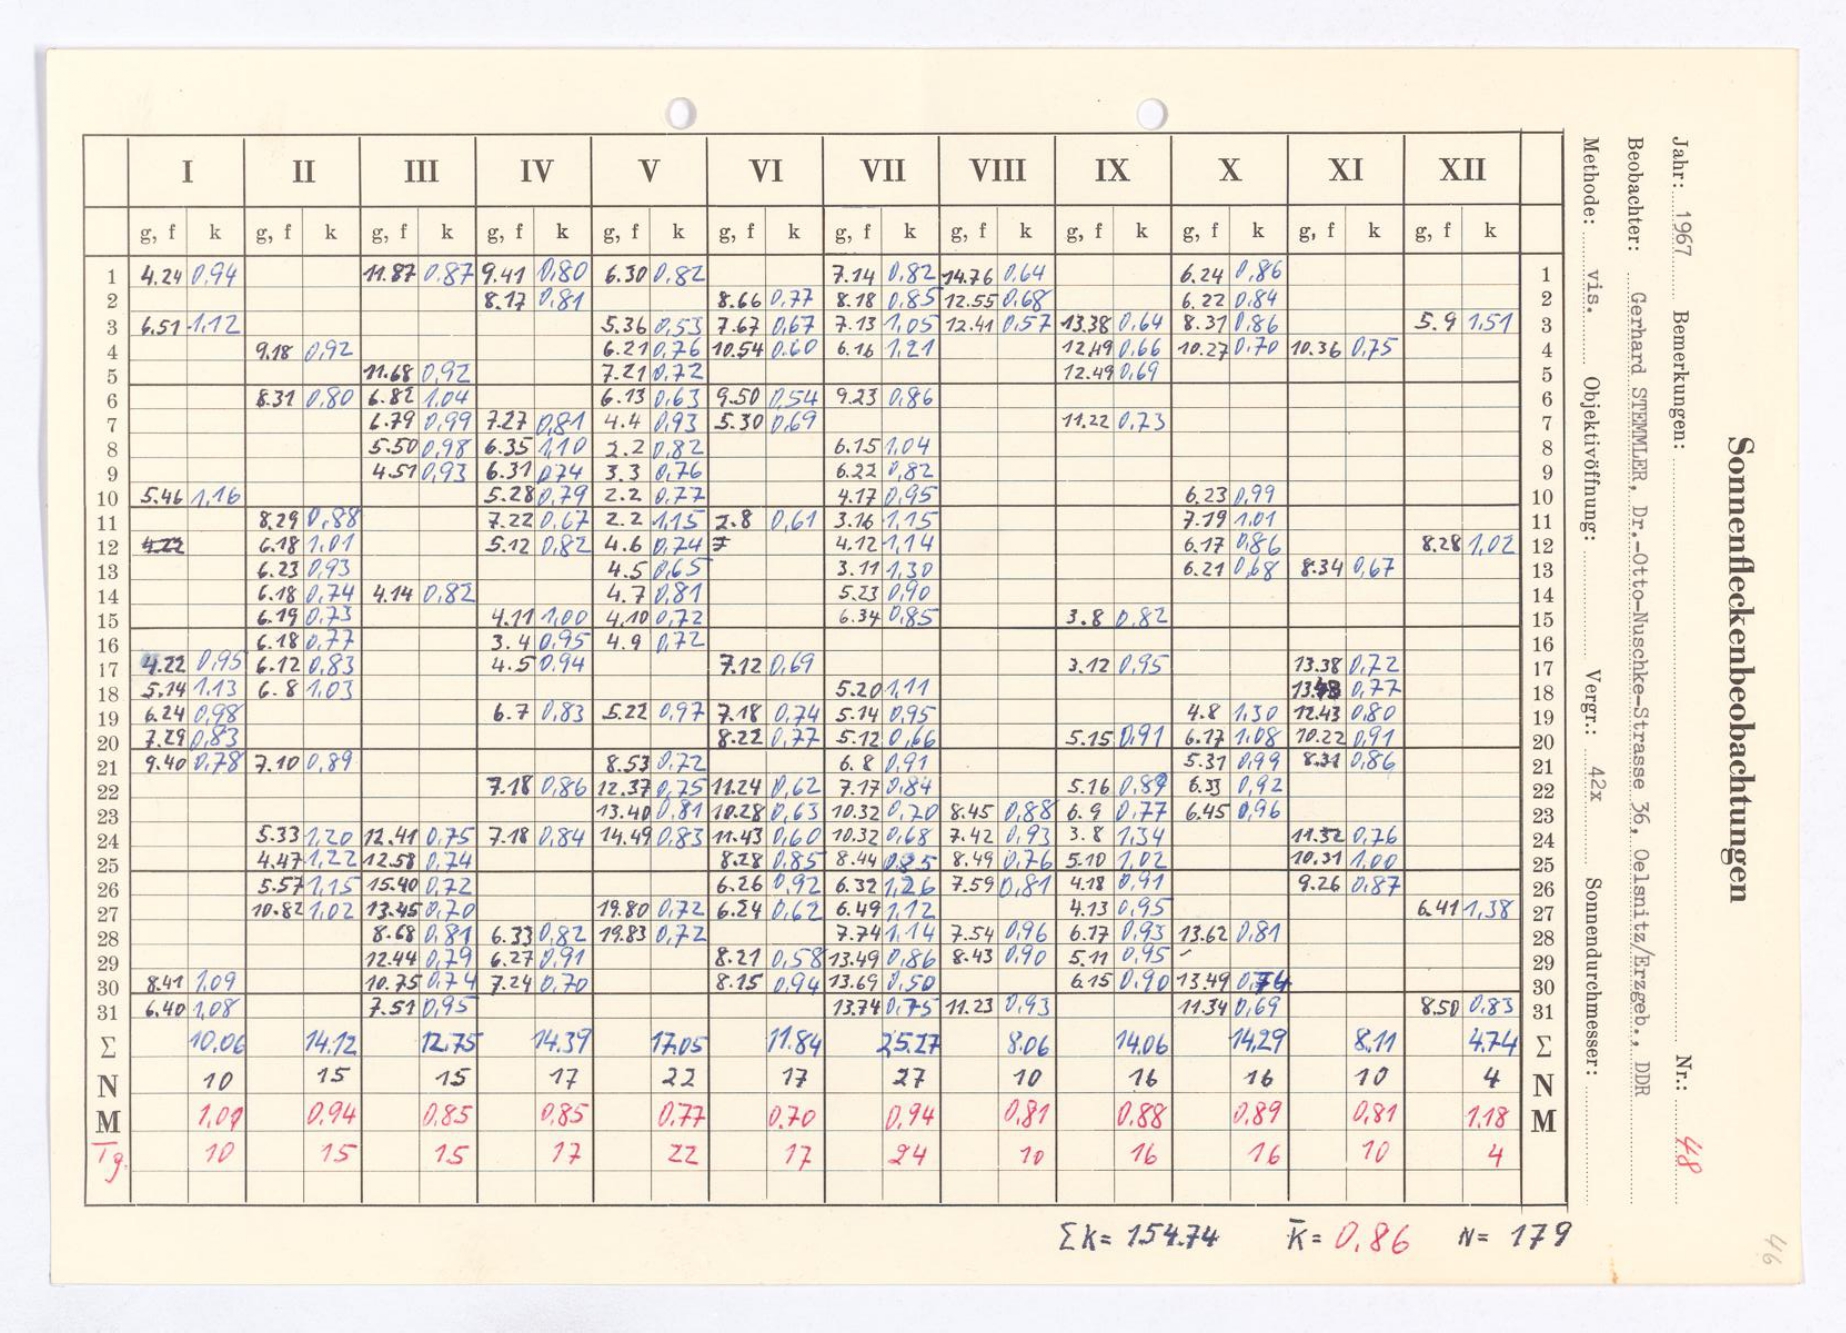 I II III IV V VI VII VIII IX X XI XII
g, f k g, f k g, f k g, f k g, f k g, f k g, f k g, f k g, f k g, f k g, f k g, f k
1 4.24 0,94 11.87 0,87 9.41 0,80 6.30 0,82 7.14 0,82 14.76 0,64 6.24 0,86 1
2 8.17 0,81 8.66 0,77 8.18 0,85 12.55 0,68 6.22 0,84 2
3 6.51 1,12 5.36 0,53 7.67 0,67 7.13 1,05 12.41 0,57 13.38 0,64 8.31 0,86 5.9 1,51 3
4 9.18 0,92 6.21 0,76 10.54 0.60 6.16 1,21 12.49 0,66 10.27 0,70 10.36 0,75 4
5 11.68 0,92 7.21 0,72 12.49 0,69 5
6 8.31 0,80 6.82 1,04 6.13 0,63 9.50 0,54 9.23 0,86 6
7 6.79 0,99 7.27 0,81 4.4 0,93 5.30 0,69 11.22 0,73 7
8 5.50 0,98 6.35 1,10 2.2 0,82 6.15 1,04 8
9 4.51 0,93 6.31 0,74 3.3 0,76 6.22 0,82 9
10 5.46 1,16 5.28 0,79 2.2 0,77 4.17 0,95 6.23 0,99 10
11 8.29 0,88 7.22 0,67 2.2 1,15 2.8 0,61 3.16 1,15 7.19 1,01 11
12 4.22 6.18 1,01 5.12 0,82 4.6 0,74 7 4.12 1,14 6.17 0,86 8.28 1,02 12
13 6.23 0,93 4.5 0,65 3.11 1,30 6.21 0,68 8.34 0,67 13
14 6.18 0,74 4.14 0,82 4.7 0,81 5.23 0,90 14
15 6.19 0,73 4.11 1,00 4.10 0,72 6.34 0,85 3.8 0,82 15
16 6.18 0,77 3.4 0,95 4.9 0,72 16
17 4.22 0,95 6.12 0,83 4.5 0,94 7.12 0,69 3.12 0,95 13.38 0,72 17
18 5.14 1,13 6.8 1,03 5.20 1,11 13.48 0,77 18
19 6.24 0,98 6.7 0,83 5.22 0,97 7.18 0,74 5.14 0,95 4.8 1,30 12.43 0,80 19
20 7.29 0,83 8.22 0,77 5.12 0,66 5.15 0,91 6.17 1,08 10.22 0,91 20
21 9.40 0,78 7.10 0,89 8.53 0,72 6.8 0,91 5.31 0,99 8.31 0,86 21
22 7.18 0,86 12.37 0,75 11.24 0,62 7.17 0,84 5.16 0,89 6.33 0,92 22
23 13.40 0,81 10.28 0,63 10.32 0,70 8.45 0,88 6.9 0,77 6.45 0,96 23
24 5.33 1,20 12.41 0,75 7.18 0,84 14.49 0,83 11.43 0,60 10.32 0,68 7.42 0,93 3.8 1,34 11.32 0,76 24
25 4.47 1,22 12.58 0,74 8.28 0,85 8.44 0,85 8.49 0,76 5.10 1,02 10.31 1,00 25
26 5.57 1,15 15.40 0,72 6.26 0,92 6.32 1,26 7.59 0,81 4.18 0,91 9.26 0,87 26
27 10.82 1,02 13.45 0,70 19.80 0,72 6.24 0,62 6.49 1,12 4.13 0,95 6.41 1,38 27
28 8.68 0,81 6.33 0,82 19.83 0,72 7.74 1,14 7.54 0,96 6.17 0,93 13.62 0,81 28
29 12.44 0,79 6.27 0,91 8.21 0,58 13.49 0,86 8.43 0,90 5.11 0,95 29
30 8.41 1,09 10.75 0,74 7.24 0,70 8.15 0,94 13.69 0,50 6.15 0,90 13.49 0,74 30
31 6.40 1,08 7.51 0,95 13.74 0,75 11.23 0,93 11.34 0,69 8.50 0,83 31
Σ 10,06 14,12 12,75 14,39 17,05 11,84 25,27 8,06 14,06 14,29 8,11 4,74 Σ
N 10 15 15 17 22 17 27 10 16 16 10 4 N
M 1,01 0,94 0,85 0,85 0,77 0,70 0,94 0,81 0,88 0,89 0,81 1,18 M
Tg. 10 15 15 17 22 17 24 10 16 16 10 4
Σk = 154,74 k̄ = 0,86 N = 179
Sonnenfleckenbeobachtungen
Jahr: 1967 Bemerkungen: Nr.: 48
Beobachter: Gerhard STEMMLER, Dr.-Otto-Nuschke-Strasse 36, Oelsnitz/Erzgeb., DDR
Methode: vis. Objektivöffnung: Vergr.: 42x Sonnendurchmesser:
46